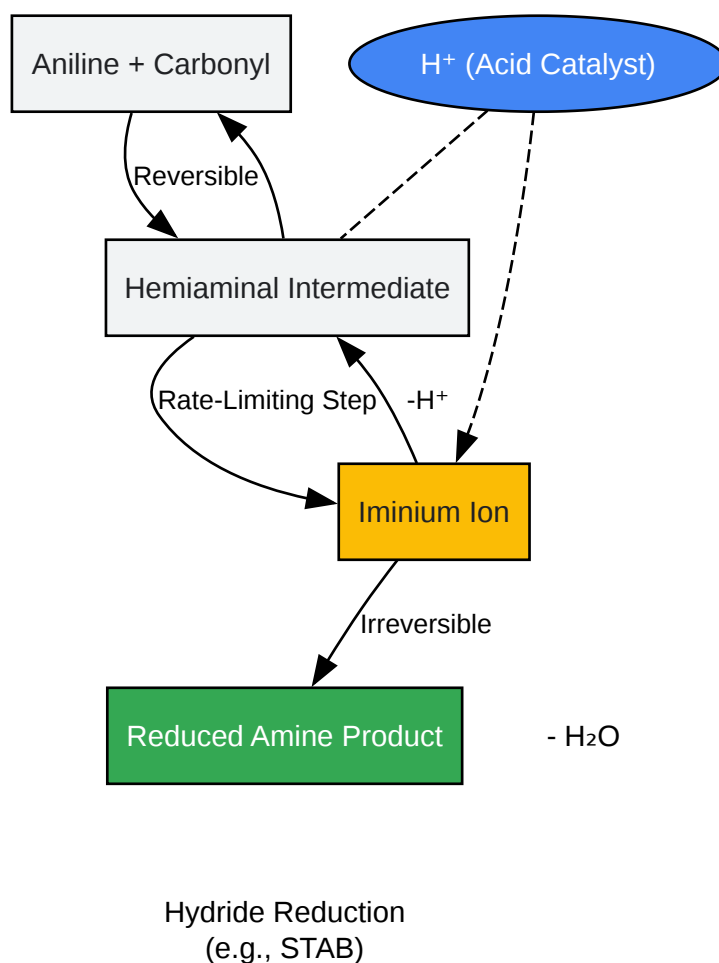 Aniline + Carbonyl
H⁺ (Acid Catalyst)
Reversible
Hemiaminal Intermediate
Rate-Limiting Step
-H⁺
Iminium Ion
Irreversible
Reduced Amine Product
- H₂O
Hydride Reduction
(e.g., STAB)